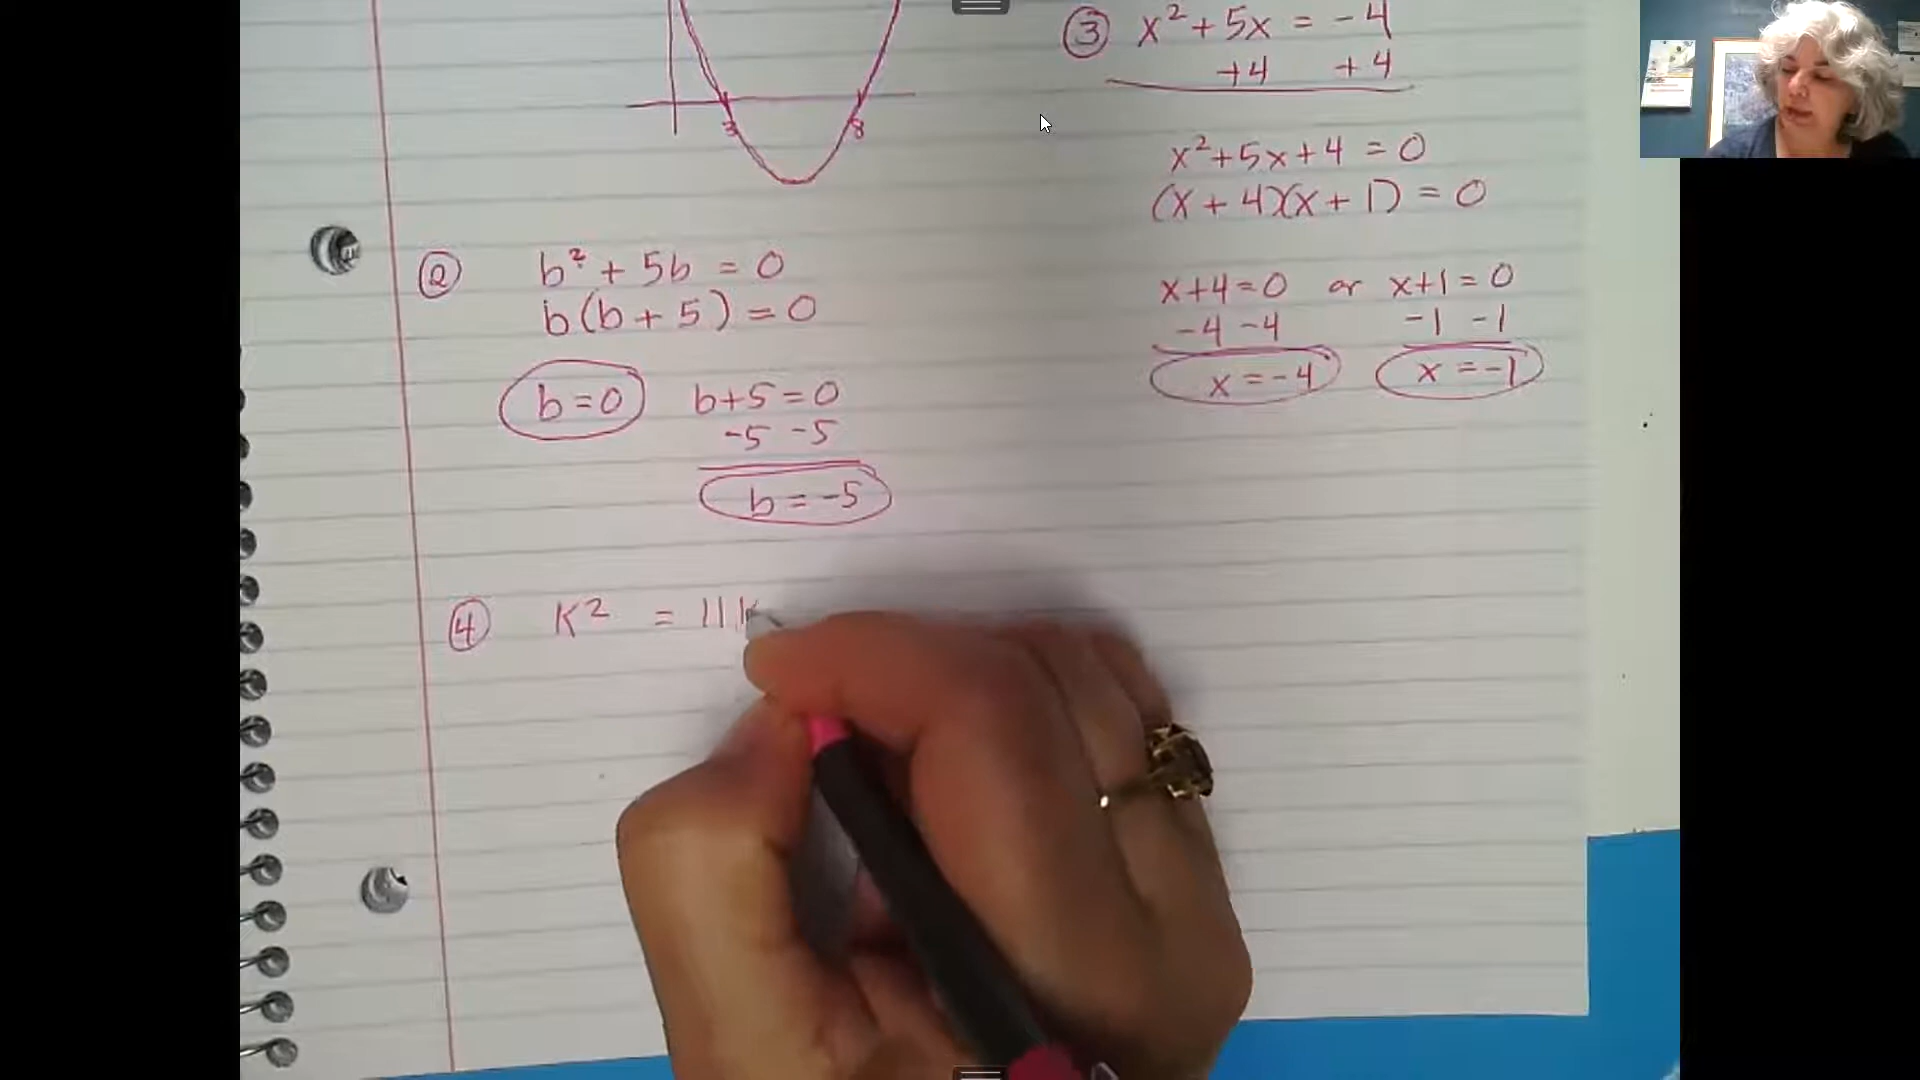 3 8
② b² + 5b = 0
b(b + 5) = 0
b = 0 b+5 = 0
-5 -5
b = -5
③ x² + 5x = -4
+4 +4
x² + 5x + 4 = 0
(x + 4)(x + 1) = 0
x+4 = 0 or x+1 = 0
-4 -4 -1 -1
x = -4 x = -1
④ K² = 11k